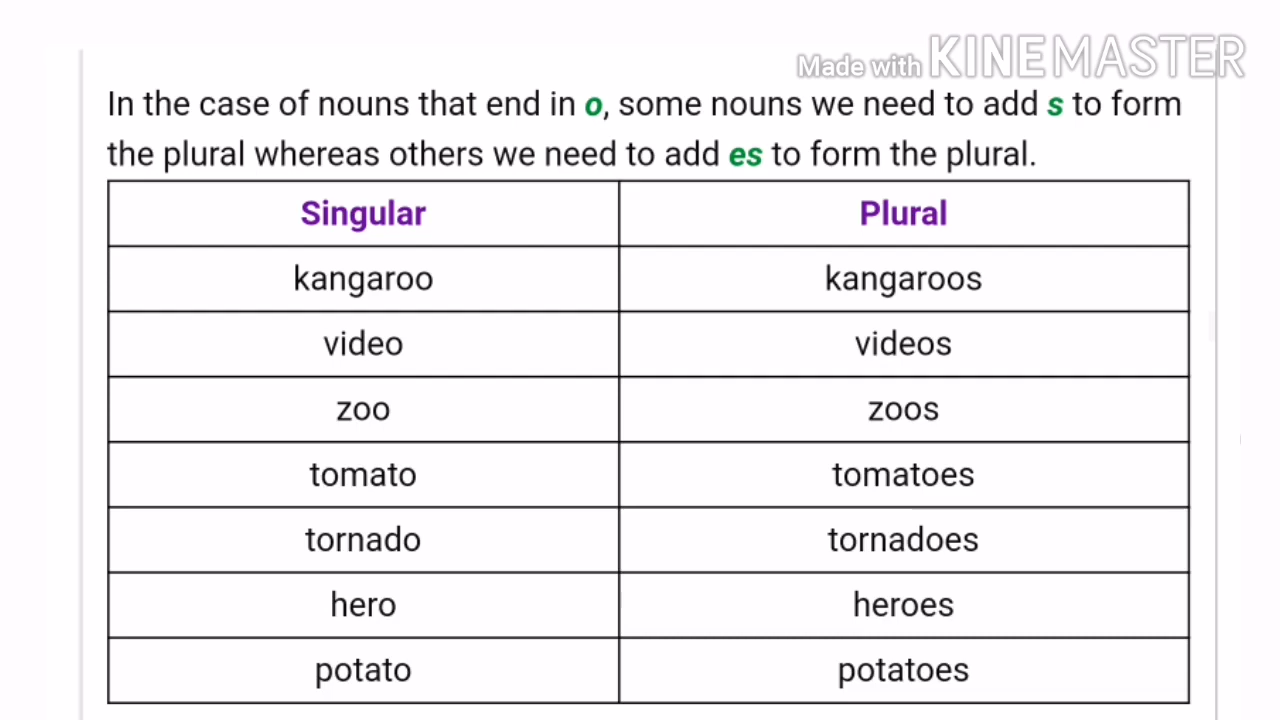 Made with KINEMASTER
In the case of nouns that end in o, some nouns we need to add s to form
the plural whereas others we need to add es to form the plural.
Singular Plural
kangaroo kangaroos
video videos
zoo zoos
tomato tomatoes
tornado tornadoes
hero heroes
potato potatoes